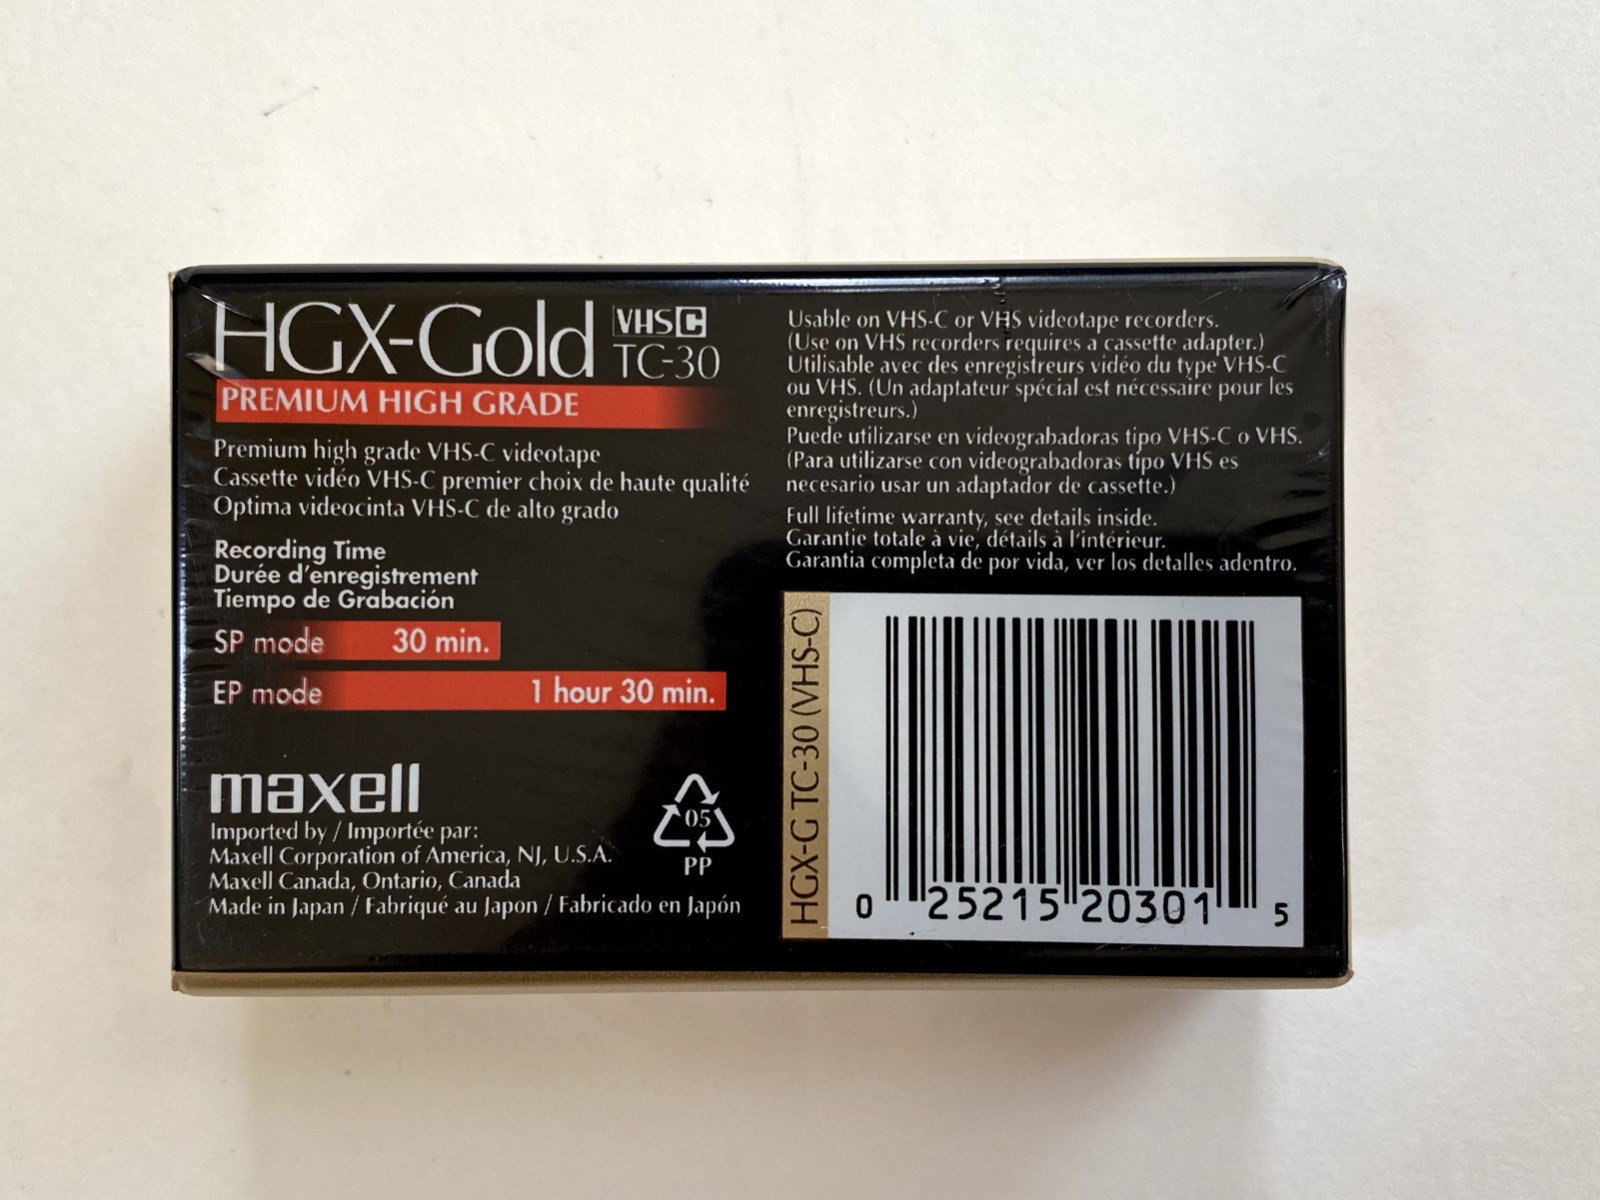 HGX-Gold VHSC
TC-30
PREMIUM HIGH GRADE
Premium high grade VHS-C videotape
Cassette vidéo VHS-C premier choix de haute qualité
Optima videocinta VHS-C de alto grado
Recording Time
Durée d'enregistrement
Tiempo de Grabación
SP mode 30 min.
EP mode 1 hour 30 min.
maxell
Imported by / Importée par:
Maxell Corporation of America, NJ, U.S.A.
Maxell Canada, Ontario, Canada
Made in Japan / Fabriqué au Japon / Fabricado en Japón
05
PP
Usable on VHS-C or VHS videotape recorders.
(Use on VHS recorders requires a cassette adapter.)
Utilisable avec des enregistreurs vidéo du type VHS-C
ou VHS. (Un adaptateur spécial est nécessaire pour les
enregistreurs.)
Puede utilizarse en videograbadoras tipo VHS-C o VHS.
(Para utilizarse con videograbadoras tipo VHS es
necesario usar un adaptador de cassette.)
Full lifetime warranty, see details inside.
Garantie totale à vie, détails à l'intérieur.
Garantia completa de por vida, ver los detalles adentro.
HGX-G TC-30 (VHS-C)
0 25215 20301 5